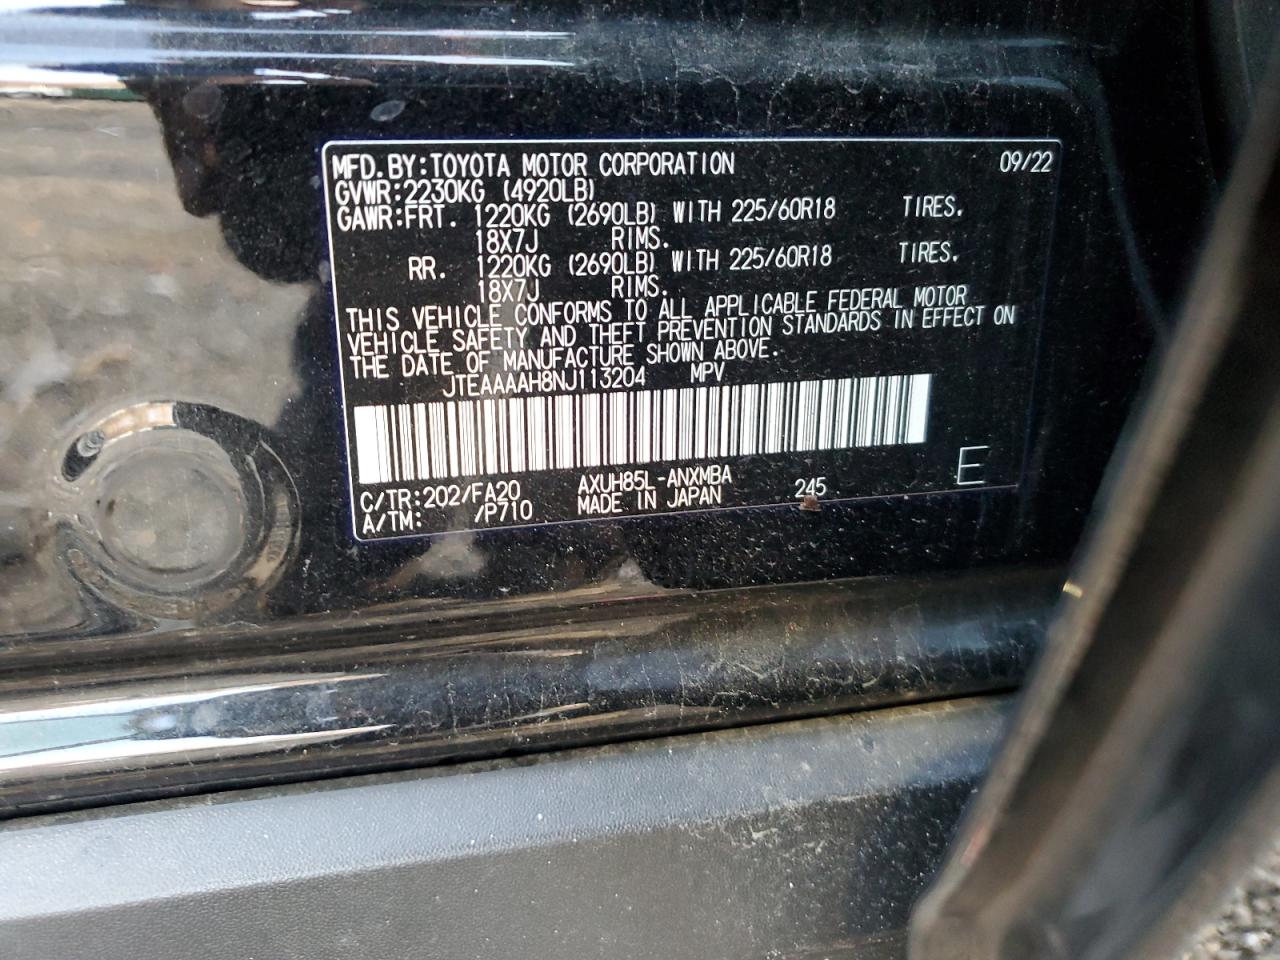 MFD.BY:TOYOTA MOTOR CORPORATION 09/22
GVWR:2230KG (4920LB)
GAWR:FRT. 1220KG (2690LB) WITH 225/60R18 TIRES.
18X7J RIMS.
RR. 1220KG (2690LB) WITH 225/60R18 TIRES.
18X7J RIMS.
THIS VEHICLE CONFORMS TO ALL APPLICABLE FEDERAL MOTOR
VEHICLE SAFETY AND THEFT PREVENTION STANDARDS IN EFFECT ON
THE DATE OF MANUFACTURE SHOWN ABOVE.
JTEAAAAH8NJ113204 MPV
C/TR:202/FA20 AXUH85L-ANXMBA 245 E
A/TM: /P710 MADE IN JAPAN